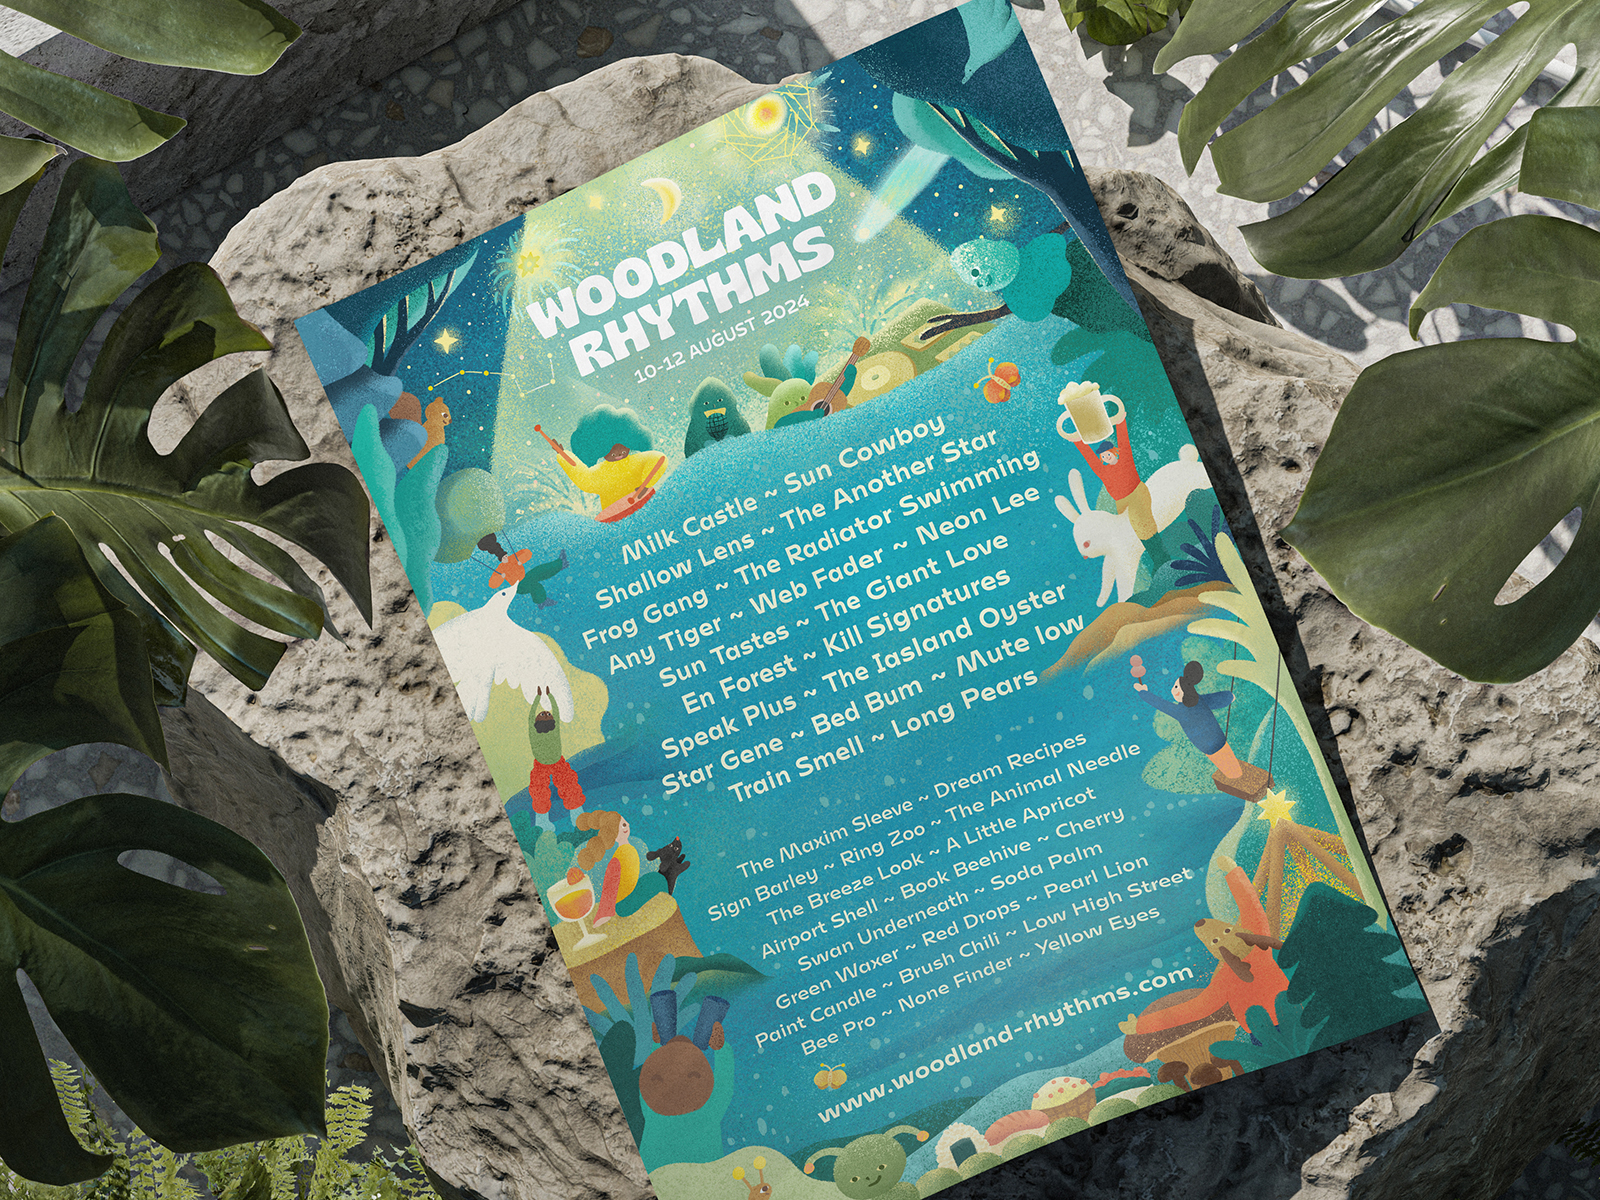 WOODLAND
RHYTHMS
10-12 AUGUST 2024
Milk Castle ~ Sun Cowboy
Shallow Lens ~ The Another Star
Frog Gang ~ The Radiator Swimming
Any Tiger ~ Web Fader ~ Neon Lee
Sun Tastes ~ The Giant Love
En Forest ~ Kill Signatures
Speak Plus ~ The Iasland Oyster
Star Gene ~ Bed Bum ~ Mute low
Train Smell ~ Long Pears
The Maxim Sleeve ~ Dream Recipes
Sign Barley ~ Ring Zoo ~ The Animal Needle
The Breeze Look ~ A Little Apricot
Airport Shell ~ Book Beehive ~ Cherry
Swan Underneath ~ Soda Palm
Green Waxer ~ Red Drops ~ Pearl Lion
Paint Candle ~ Brush Chili ~ Low High Street
Bee Pro ~ None Finder ~ Yellow Eyes
www.woodland-rhythms.com